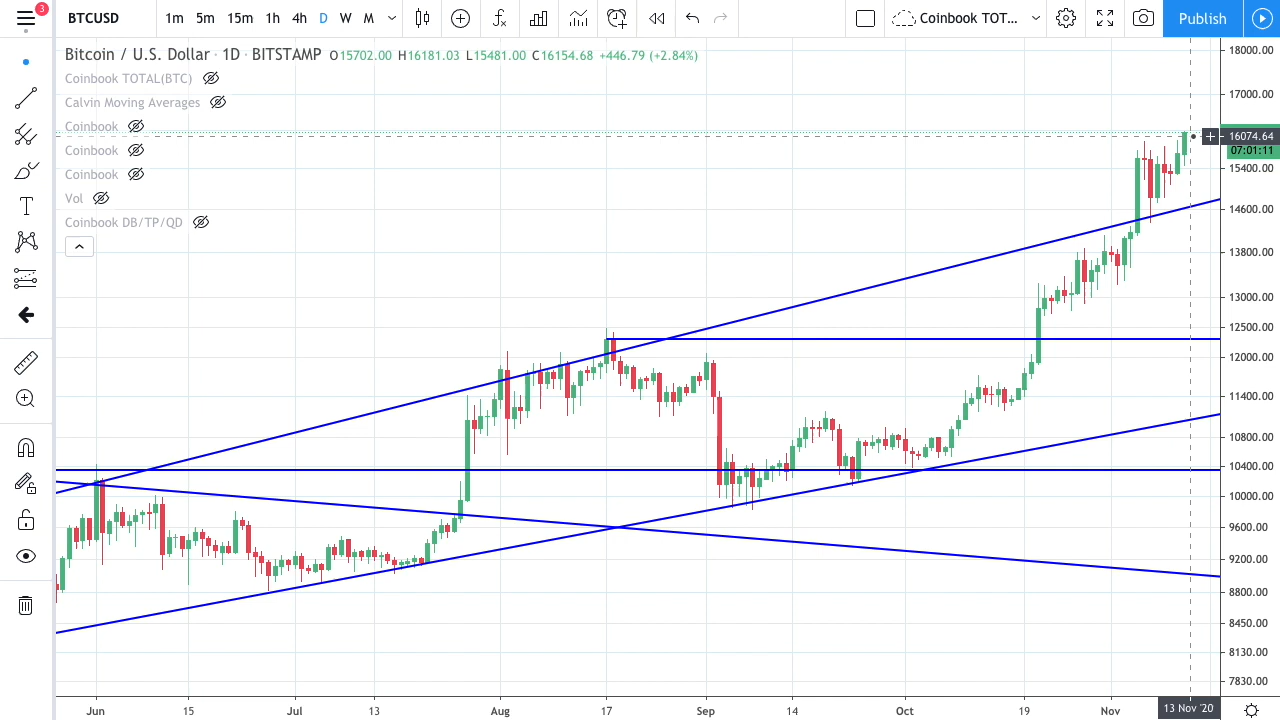 3
BTCUSD 1m 5m 15m 1h 4h D W M Coinbook TOT... Publish
Bitcoin / U.S. Dollar · 1D · BITSTAMP O15702.00 H16181.03 L15481.00 C16154.68 +446.79 (+2.84%)
Coinbook TOTAL(BTC)
Calvin Moving Averages
Coinbook
Coinbook
Coinbook
Vol
Coinbook DB/TP/QD
T
18000.00
17000.00
16074.64
07:01:11
15400.00
14600.00
13800.00
13000.00
12500.00
12000.00
11400.00
10800.00
10400.00
10000.00
9600.00
9200.00
8800.00
8450.00
8130.00
7830.00
Jun 15 Jul 13 Aug 17 Sep 14 Oct 19 Nov 13 Nov '20